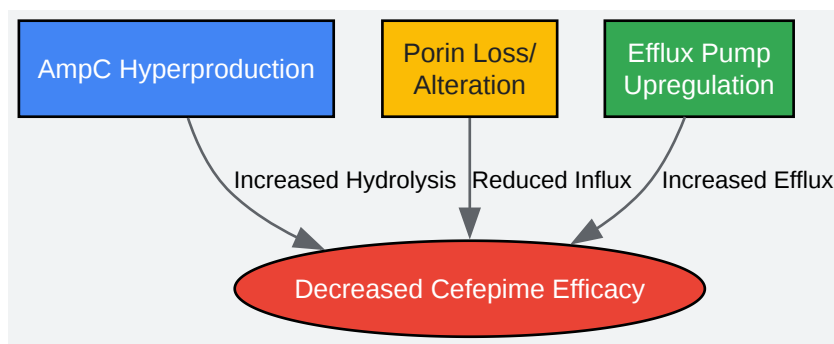 AmpC Hyperproduction
Porin Loss/
Alteration
Efflux Pump
Upregulation
Increased Hydrolysis
Reduced Influx
Increased Efflux
Decreased Cefepime Efficacy